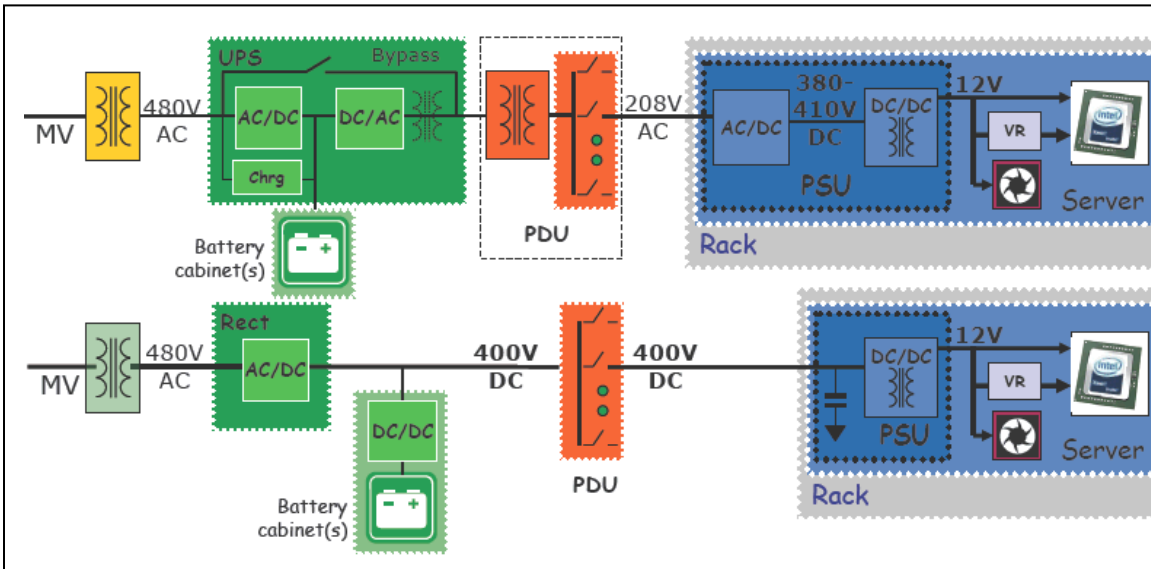 UPS
Bypass
MV
480V
AC
AC/DC
DC/AC
Chrg
Battery
cabinet(s)
PDU
208V
AC
AC/DC
380-
410V
DC
DC/DC
PSU
12V
VR
intel
Server
Rack
MV
480V
AC
Rect
AC/DC
DC/DC
Battery
cabinet(s)
400V
DC
PDU
400V
DC
DC/DC
PSU
12V
VR
intel
Server
Rack